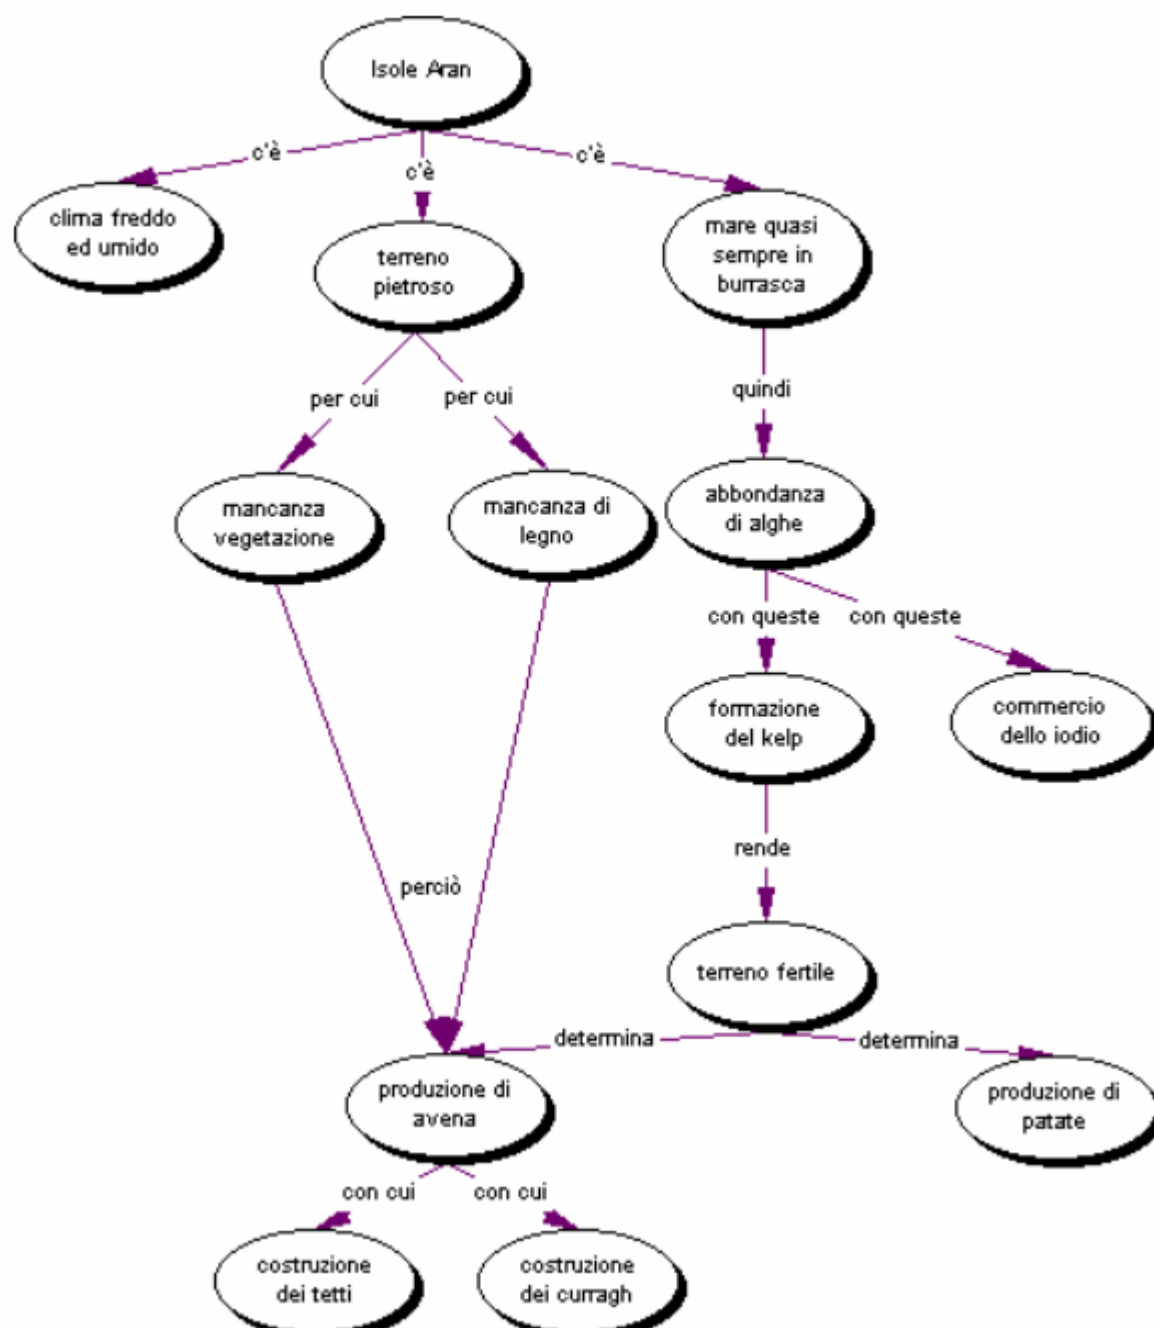 Isole Aran
c'è
c'è
c'è
clima freddo
ed umido
terreno
pietroso
mare quasi
sempre in
burrasca
per cui
per cui
quindi
mancanza
vegetazione
mancanza di
legno
abbondanza
di alghe
con queste
con queste
formazione
del kelp
commercio
dello iodio
rende
perciò
terreno fertile
determina
determina
produzione di
avena
produzione di
patate
con cui
con cui
costruzione
dei tetti
costruzione
dei curragh